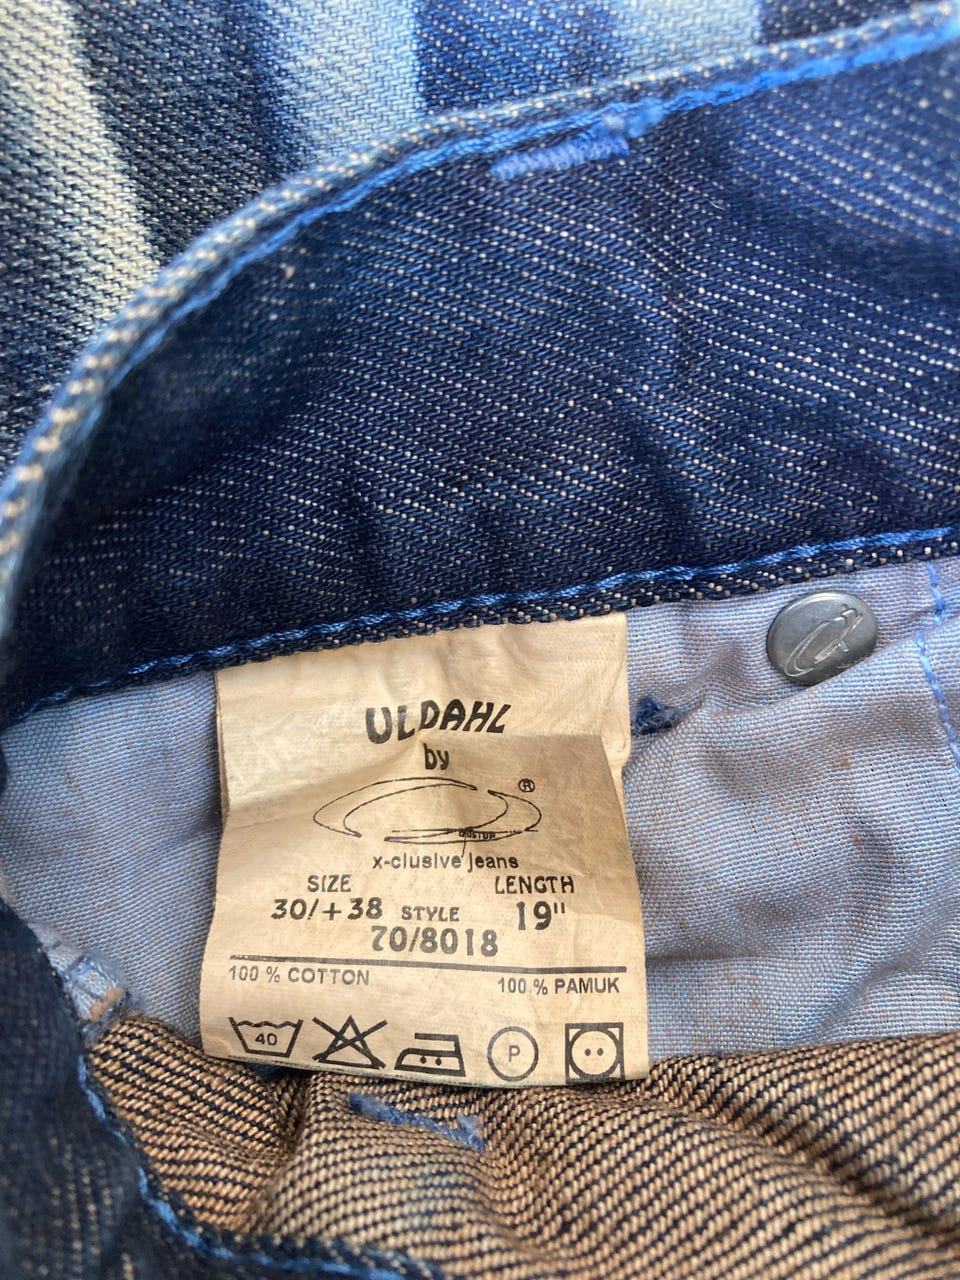 ULDAHL
by
®
x-clusive jeans
SIZE LENGTH
30/+38 STYLE 19"
70/8018
100 % COTTON 100 % PAMUK
40 P